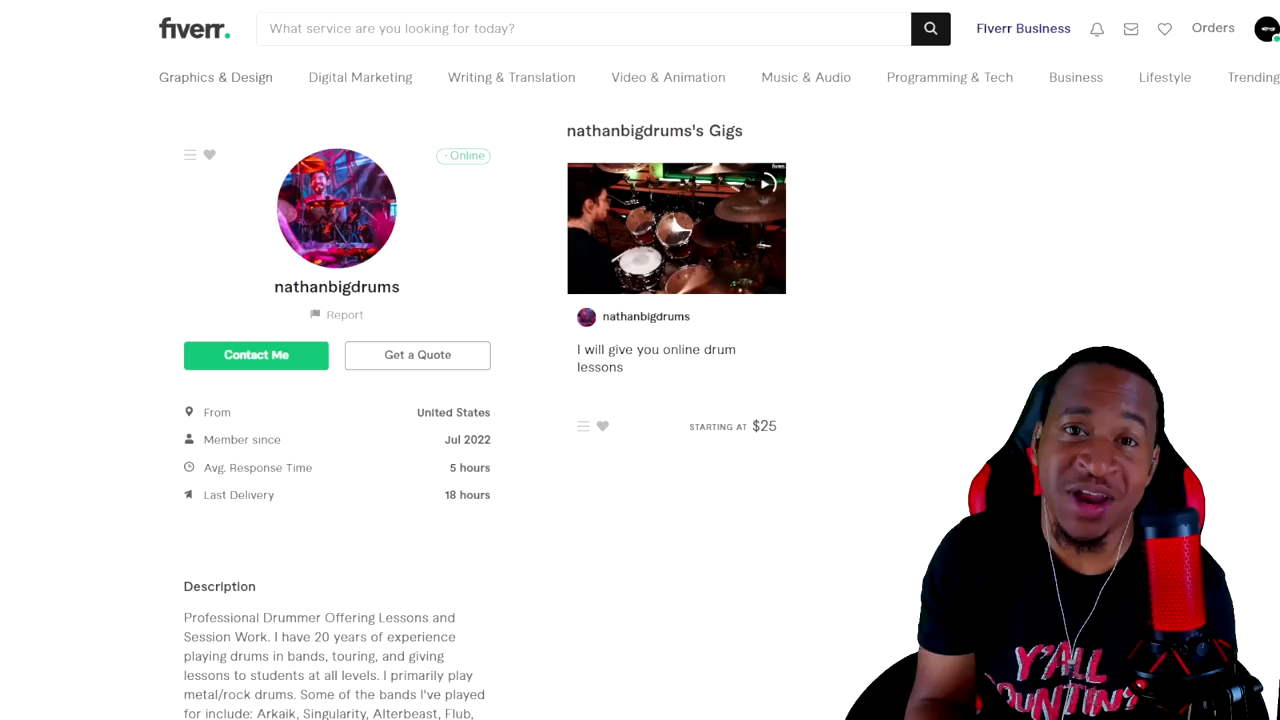 fiverr.
What service are you looking for today?
Fiverr Business
Orders
Graphics & Design
Digital Marketing
Writing & Translation
Video & Animation
Music & Audio
Programming & Tech
Business
Lifestyle
Trending
· Online
nathanbigdrums
Report
Contact Me
Get a Quote
From United States
Member since Jul 2022
Avg. Response Time 5 hours
Last Delivery 18 hours
Description
Professional Drummer Offering Lessons and
Session Work. I have 20 years of experience
playing drums in bands, touring, and giving
lessons to students at all levels. I primarily play
metal/rock drums. Some of the bands I've played
for include: Arkaik, Singularity, Alterbeast, Flub,
nathanbigdrums's Gigs
fiverr.
nathanbigdrums
I will give you online drum
lessons
STARTING AT $25
Y'ALL